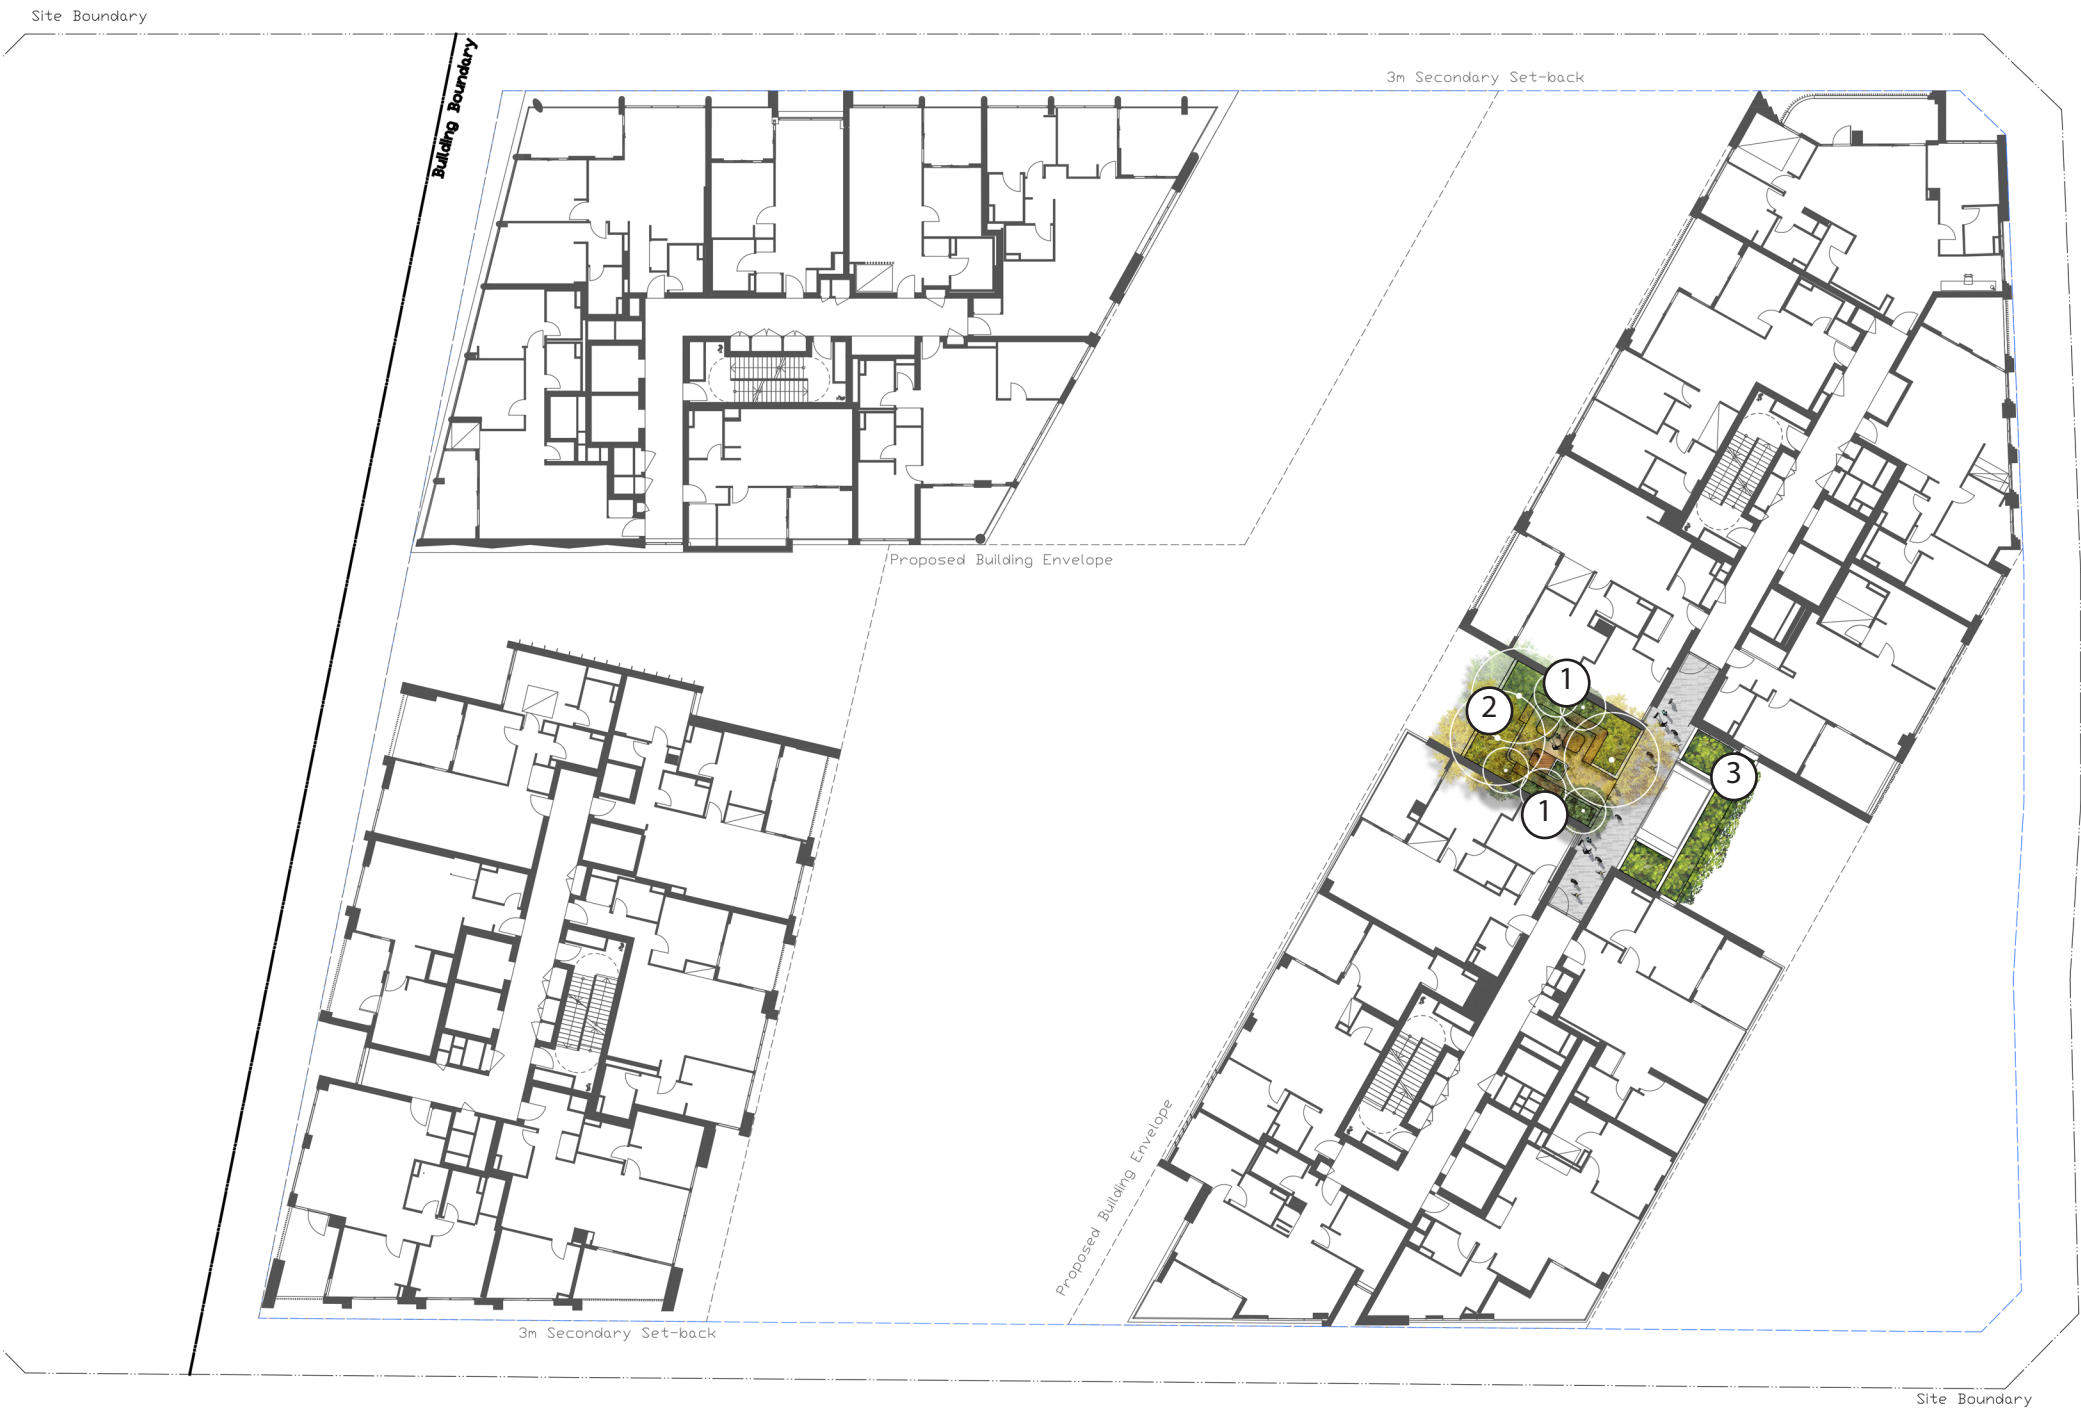 Site Boundary
Building Boundary
3m Secondary Set-back
Proposed Building Envelope
1
2
3
1
Proposed Building Envelope
3m Secondary Set-back
Site Boundary